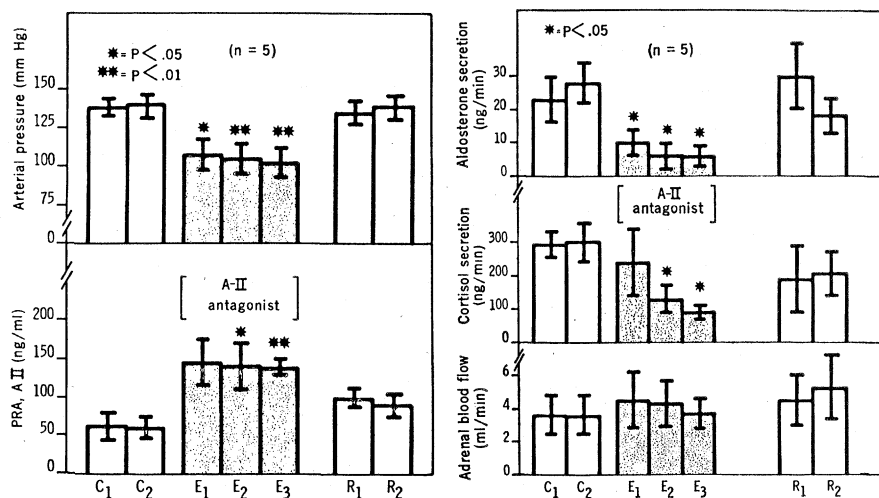 Arterial pressure (mm Hg)
✱= P < .05
✱✱ = P < .01
(n = 5)
150
125
100
75
0
✱
✱✱
✱✱
PRA, A II (ng/ml)
200
150
100
50
0
A-II
antagonist
✱
✱✱
C1 C2 E1 E2 E3 R1 R2
Aldosterone secretion
(ng/min)
✱=P< .05
(n = 5)
30
20
10
0
✱
✱
✱
A-II
antagonist
Cortisol secretion
(ng/min)
300
200
100
0
✱
✱
Adrenal blood flow
(ml/min)
6
4
2
0
C1 C2 E1 E2 E3 R1 R2